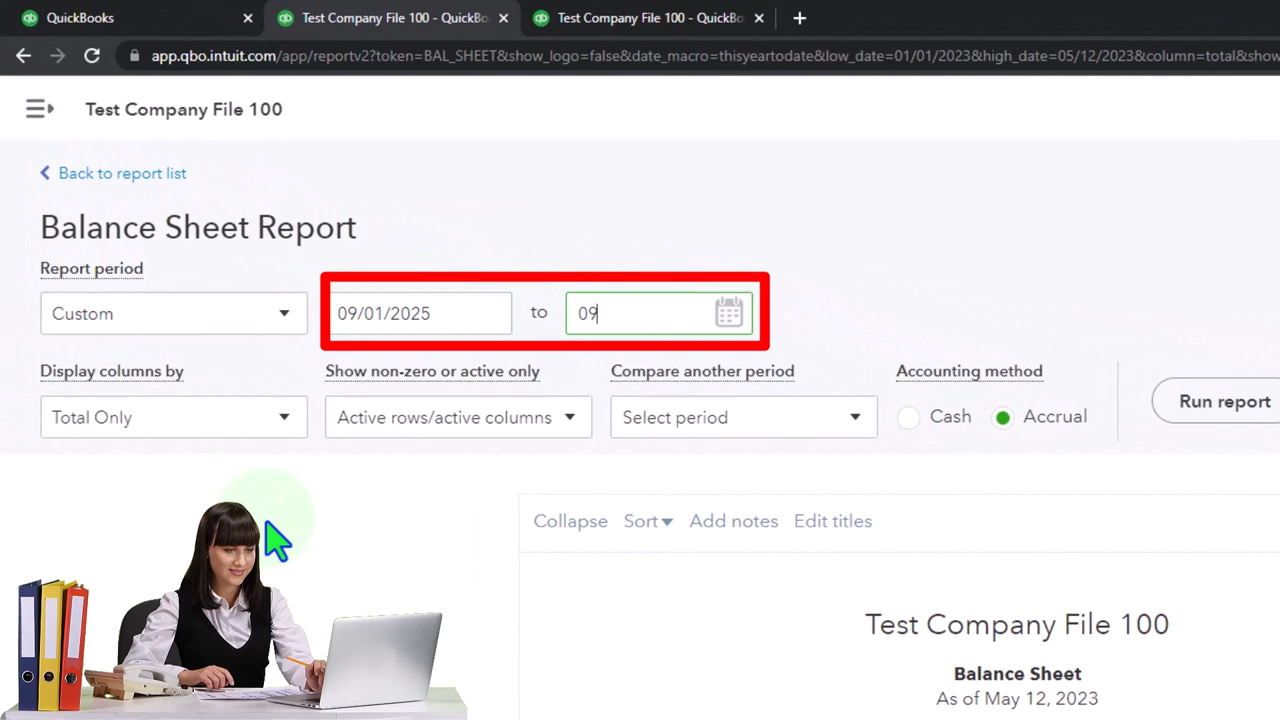 QuickBooks
Test Company File 100 - QuickBo
Test Company File 100 - QuickBo
app.qbo.intuit.com/app/reportv2?token=BAL_SHEET&show_logo=false&date_macro=thisyeartodate&low_date=01/01/2023&high_date=05/12/2023&column=total&show
Test Company File 100
Back to report list
Balance Sheet Report
Report period
Custom 09/01/2025 to 09
Display columns by Show non-zero or active only Compare another period Accounting method
Total Only Active rows/active columns Select period Cash Accrual Run report
Collapse Sort Add notes Edit titles
Test Company File 100
Balance Sheet
As of May 12, 2023